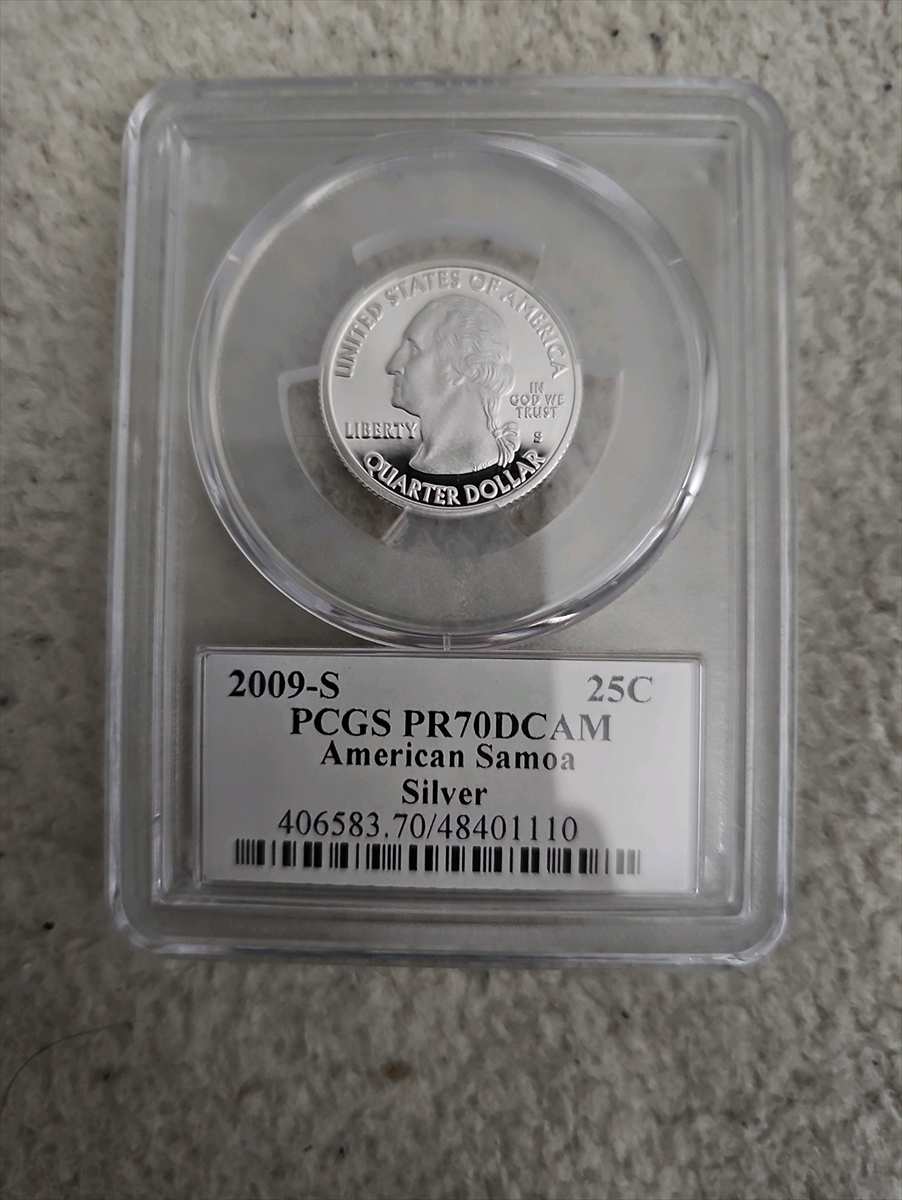 UNITED STATES OF AMERICA
IN
GOD WE
TRUST
LIBERTY
S
QUARTER DOLLAR
2009-S 25C
PCGS PR70DCAM
American Samoa
Silver
406583.70/48401110